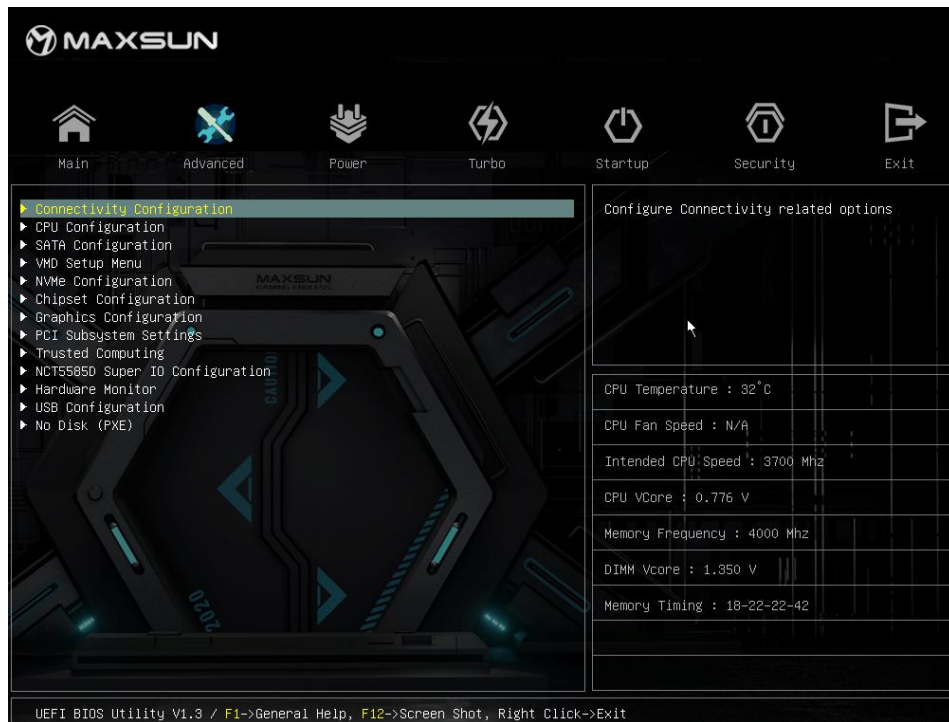 MAXSUN
Main Advanced Power Turbo Startup Security Exit
Connectivity Configuration
CPU Configuration
SATA Configuration
VMD Setup Menu
NVMe Configuration
Chipset Configuration
Graphics Configuration
PCI Subsystem Settings
Trusted Computing
NCT5585D Super IO Configuration
Hardware Monitor
USB Configuration
No Disk (PXE)
MAXSUN
CAUTION
2020
Configure Connectivity related options
CPU Temperature : 32°C
CPU Fan Speed : N/A
Intended CPU Speed : 3700 Mhz
CPU VCore : 0.776 V
Memory Frequency : 4000 Mhz
DIMM Vcore : 1.350 V
Memory Timing : 18-22-22-42
UEFI BIOS Utility V1.3 / F1->General Help, F12->Screen Shot, Right Click->Exit